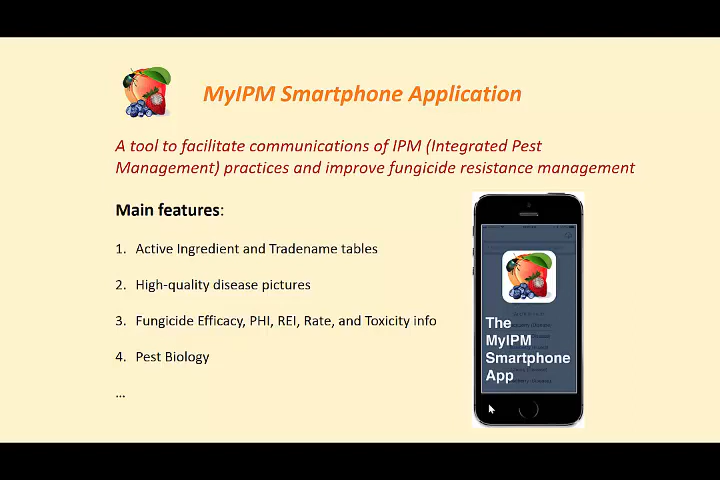 MyIPM Smartphone Application
A tool to facilitate communications of IPM (Integrated Pest
Management) practices and improve fungicide resistance management
Main features:
1. Active Ingredient and Tradename tables
2. High-quality disease pictures
3. Fungicide Efficacy, PHI, REI, Rate, and Toxicity info
4. Pest Biology
...
The
MyIPM
Smartphone
App